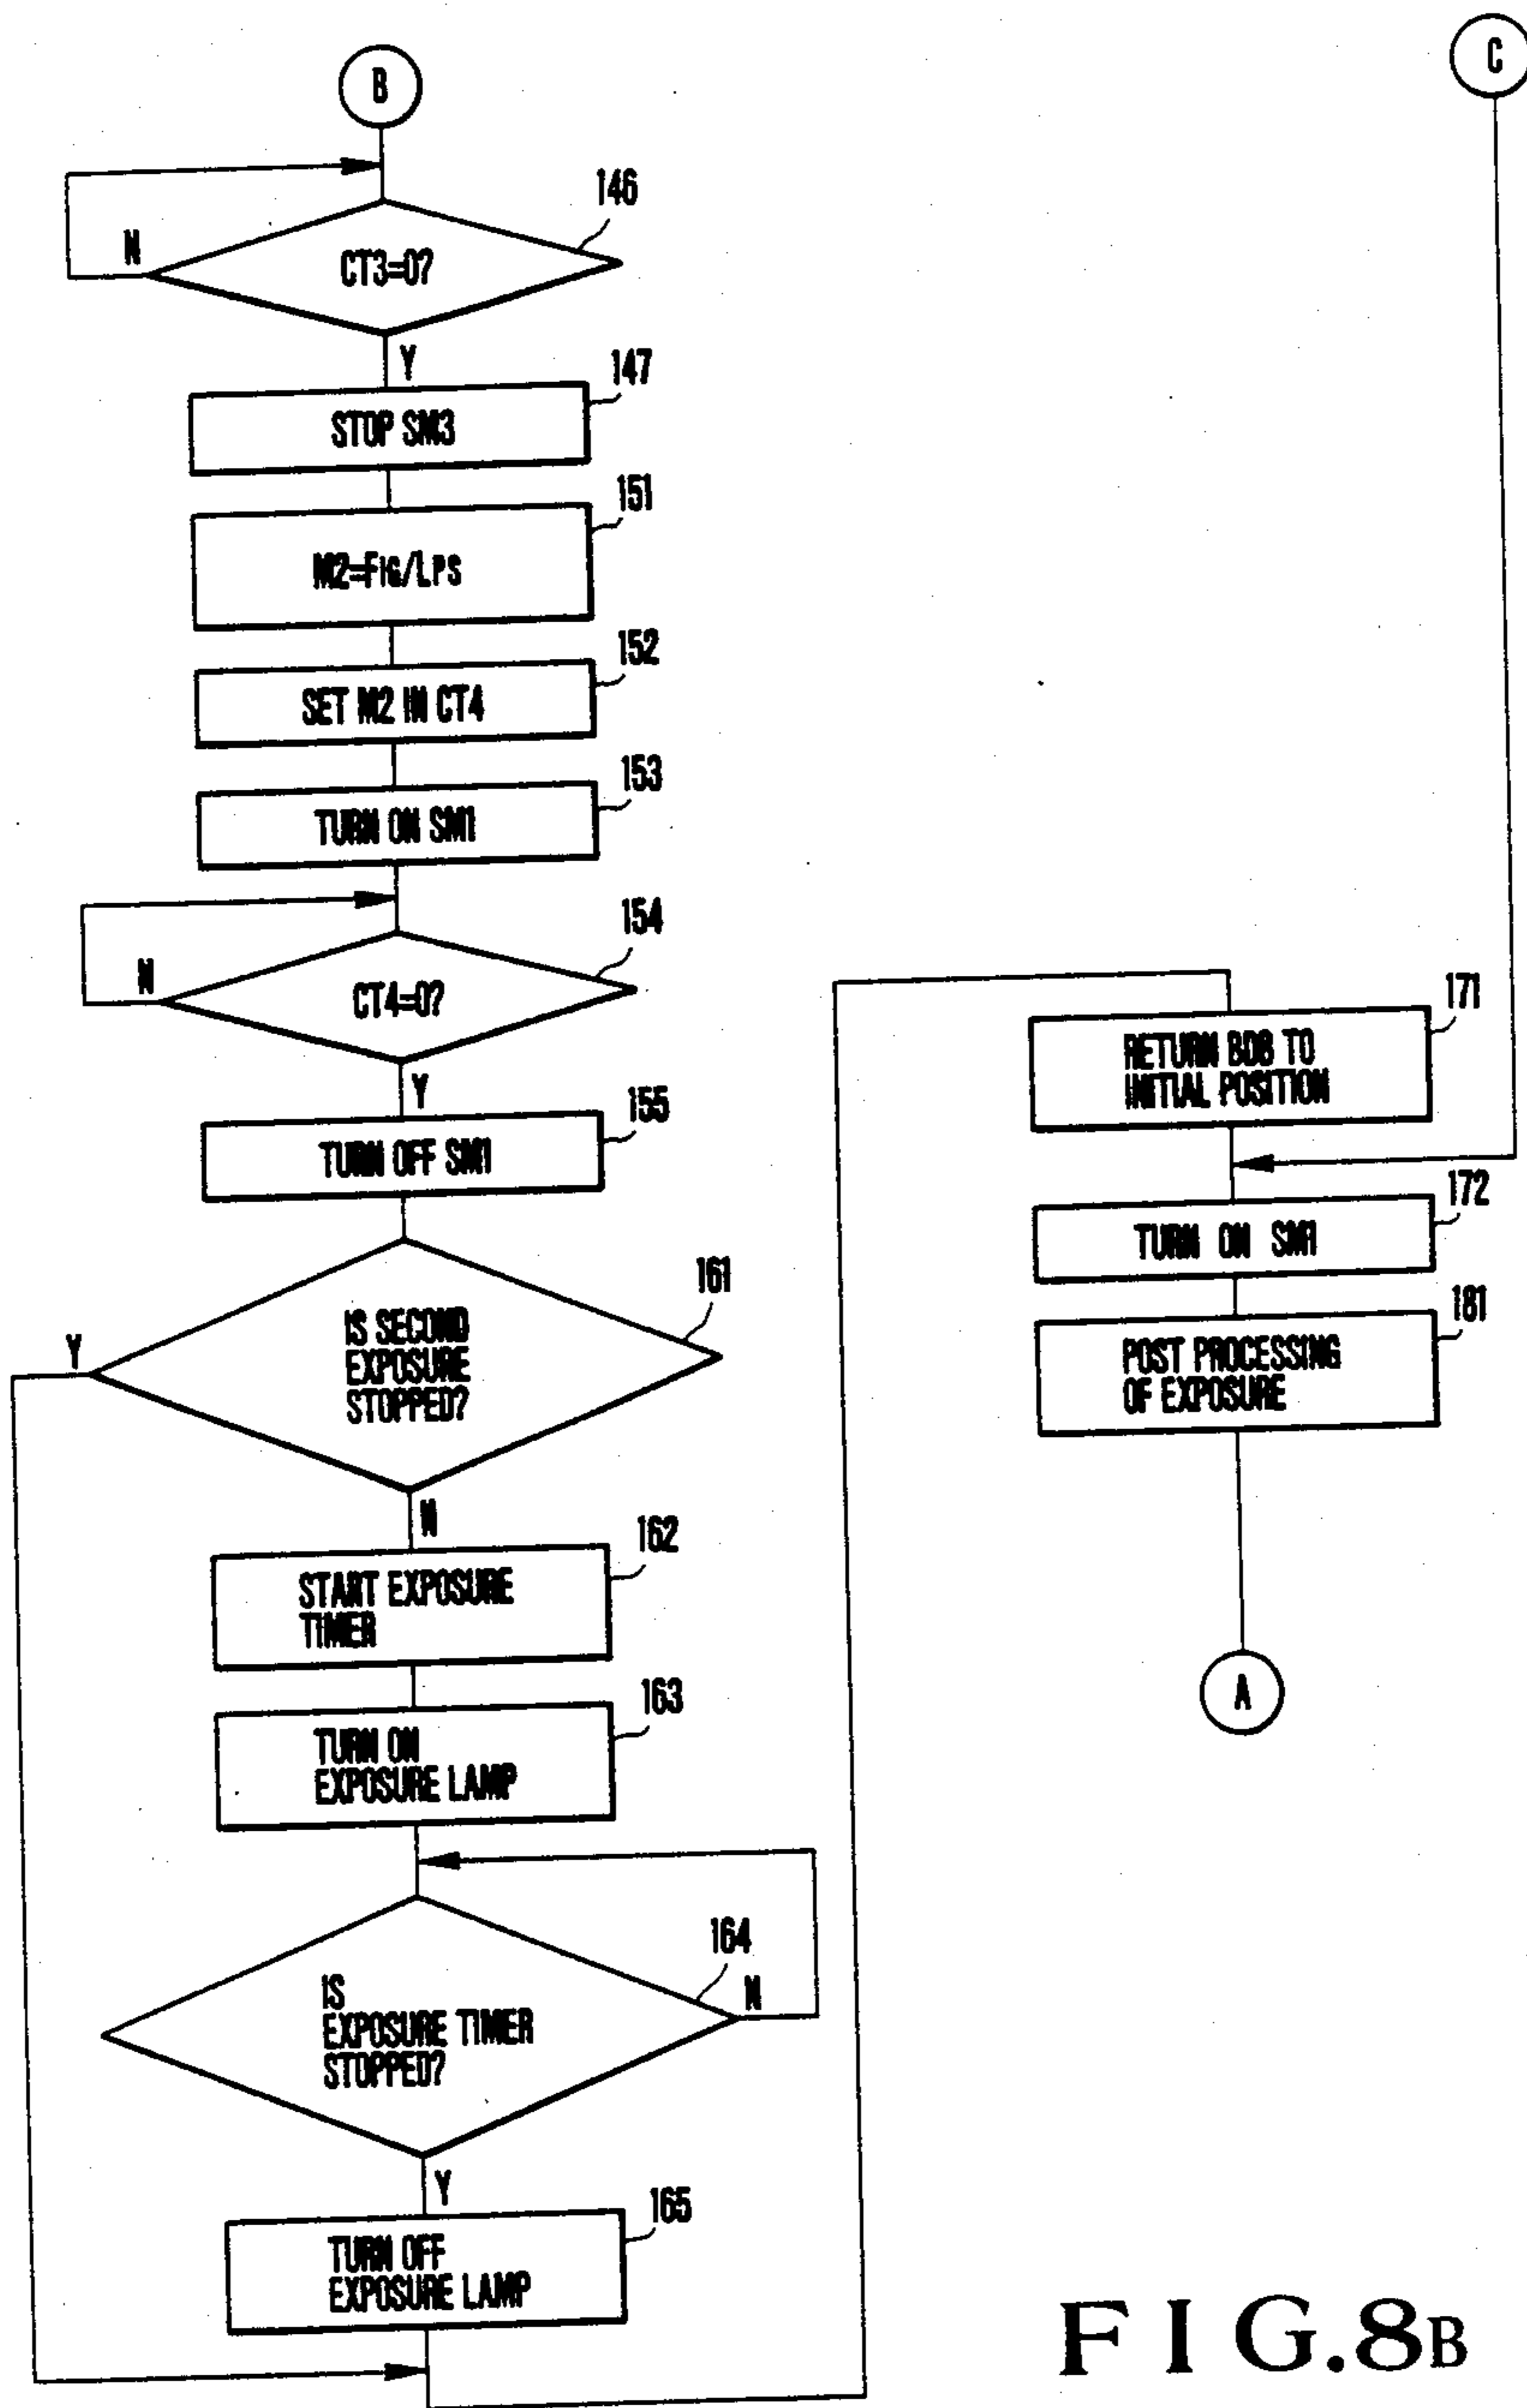 B
146
N
CT3=0?
Y
147
STOP SM3
151
M2=FIG/LPS
152
SET M2 IN CT4
153
TURN ON SM1
154
N
CT4=0?
Y
155
TURN OFF SM1
161
Y
IS SECOND
EXPOSURE
STOPPED?
N
162
START EXPOSURE
TIMER
163
TURN ON
EXPOSURE LAMP
164
N
IS
EXPOSURE TIMER
STOPPED?
Y
165
TURN OFF
EXPOSURE LAMP
C
171
RETURN BDB TO
INITIAL POSITION
172
TURN ON SM1
181
POST PROCESSING
OF EXPOSURE
A
FIG.8B